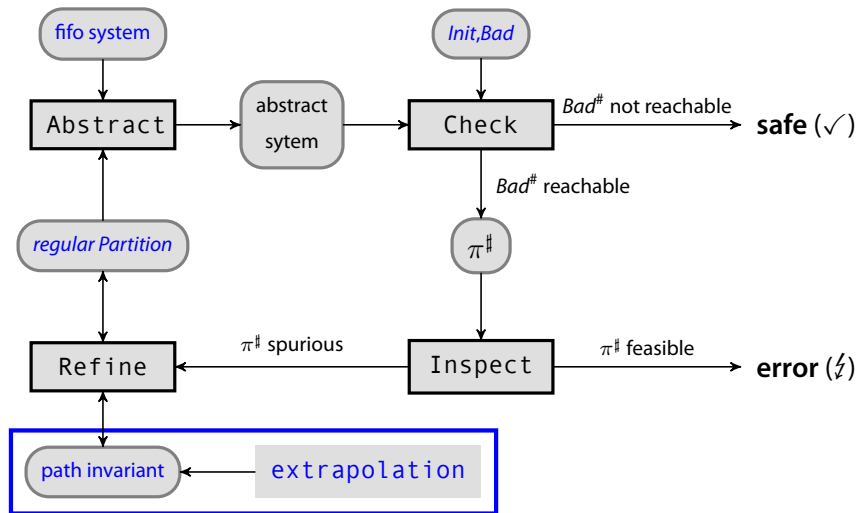 fifo system
Init,Bad
Abstract
abstract
sytem
Check
Bad# not reachable
safe (✓)
Bad# reachable
regular Partition
π♯
Refine
π♯ spurious
Inspect
π♯ feasible
error (↯)
path invariant
extrapolation